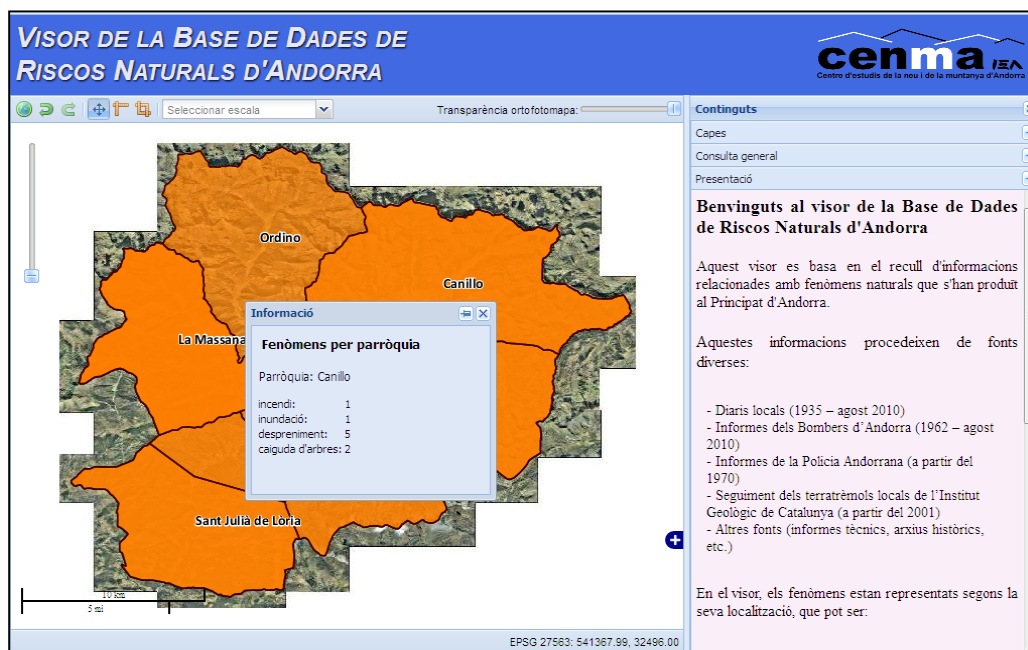 VISOR DE LA BASE DE DADES DE
RISCOS NATURALS D'ANDORRA
cenma IEA
Centre d'estudis de la neu i de la muntanya d'Andorra
Seleccionar escala
Transparència ortofotomapa:
Continguts
Capes
Consulta general
Presentació
Benvinguts al visor de la Base de Dades
de Riscos Naturals d'Andorra
Aquest visor es basa en el recull d'informacions
relacionades amb fenòmens naturals que s'han produït
al Principat d'Andorra.
Aquestes informacions procedeixen de fonts
diverses:
- Diaris locals (1935 – agost 2010)
- Informes dels Bombers d'Andorra (1962 – agost
2010)
- Informes de la Policia Andorrana (a partir del
1970)
- Seguiment dels terratrèmols locals de l'Institut
Geològic de Catalunya (a partir del 2001)
- Altres fonts (informes tècnics, arxius històrics,
etc.)
En el visor, els fenòmens estan representats segons la
seva localització, que pot ser:
Ordino
Canillo
La Massana
Informació
Fenòmens per parròquia
Parròquia: Canillo
incendi: 1
inundació: 1
despreniment: 5
caiguda d'arbres: 2
Sant Julià de Lòria
10 km
5 mi
EPSG 27563: 541367.99, 32496.00